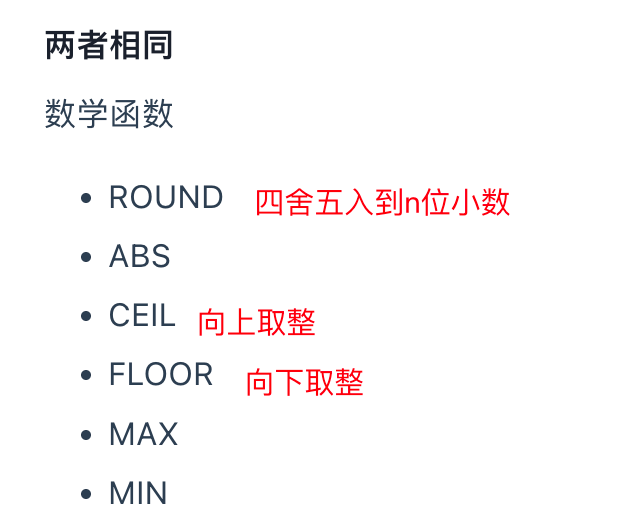 两者相同
数学函数
• ROUND 四舍五入到n位小数
• ABS
• CEIL 向上取整
• FLOOR 向下取整
• MAX
• MIN